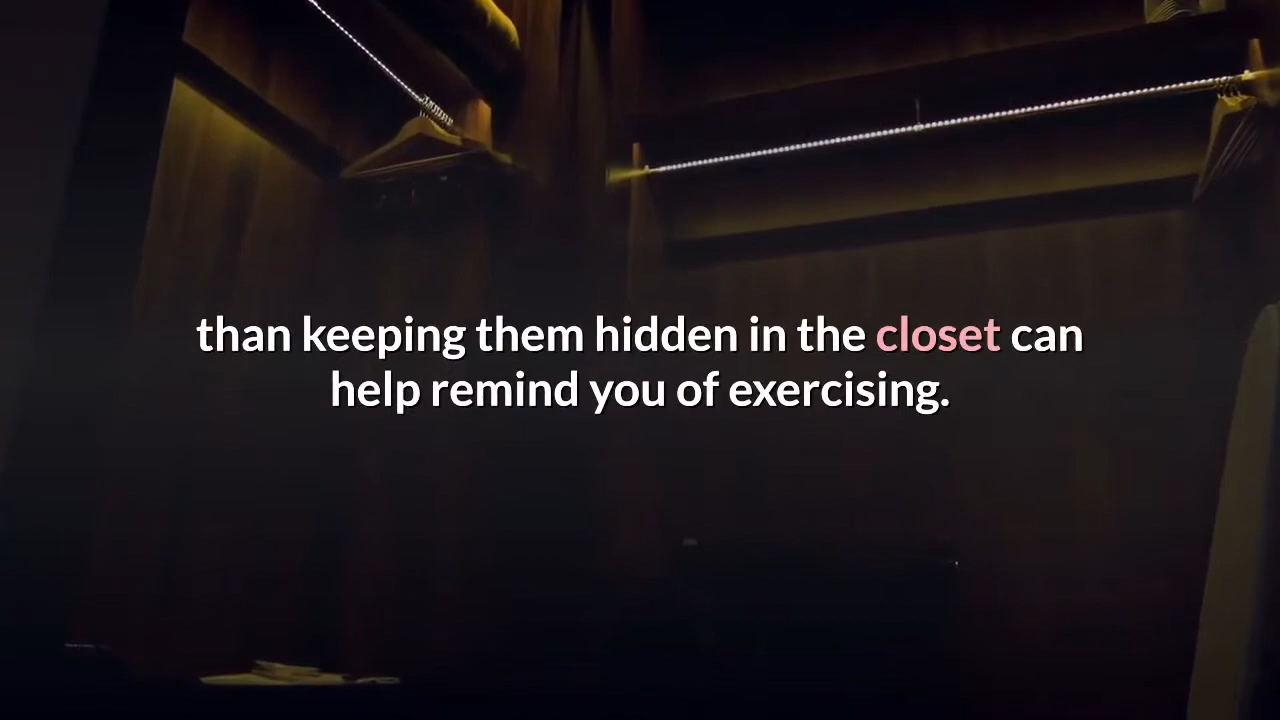 than keeping them hidden in the closet can
help remind you of exercising.